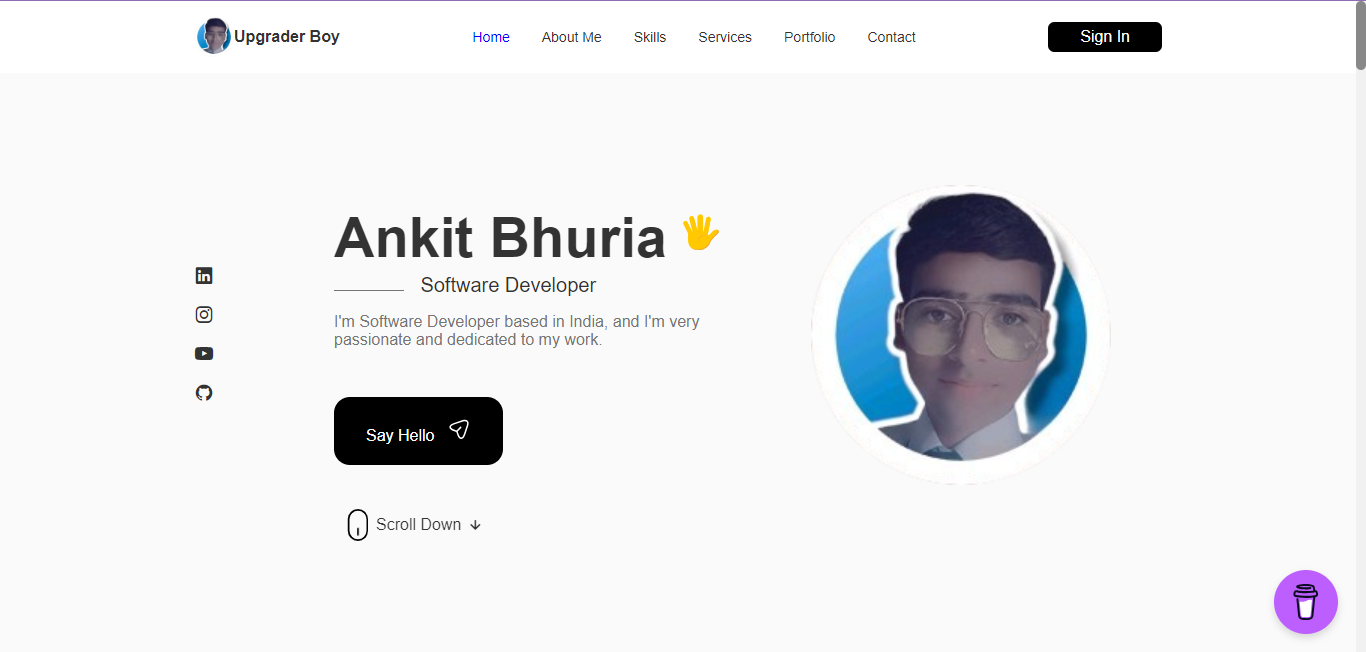 Upgrader Boy
Home
About Me
Skills
Services
Portfolio
Contact
Sign In
Ankit Bhuria
Software Developer
I'm Software Developer based in India, and I'm very
passionate and dedicated to my work.
Say Hello
Scroll Down